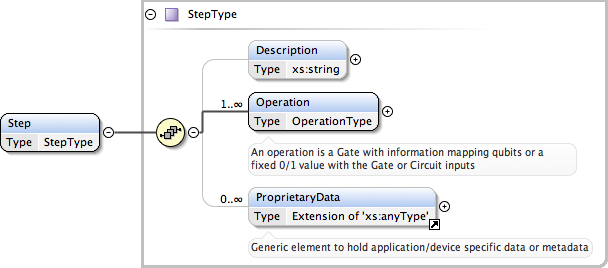 StepType
Description
Type xs:string
1..∞
Operation
Type OperationType
Step
Type StepType
An operation is a Gate with information mapping qubits or a
fixed 0/1 value with the Gate or Circuit inputs
0..∞
ProprietaryData
Type Extension of 'xs:anyType'
Generic element to hold application/device specific data or metadata